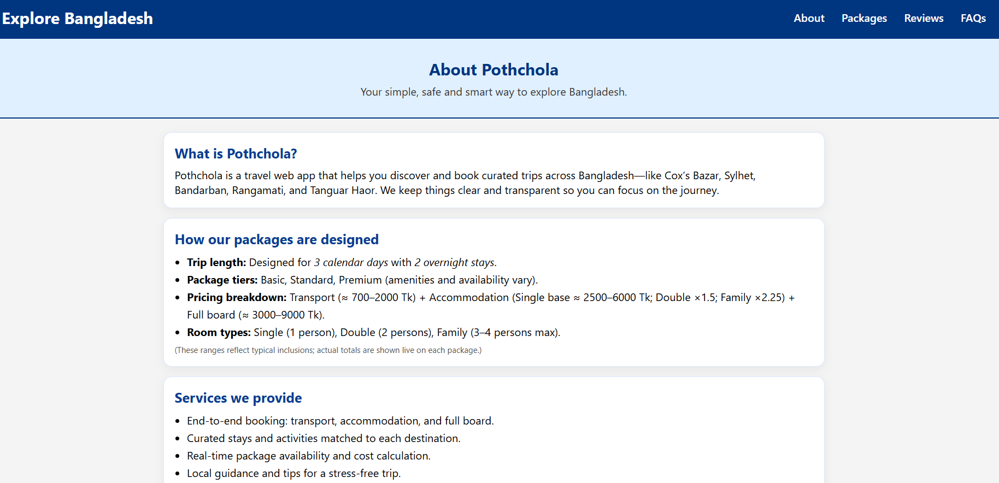 Explore Bangladesh
About Packages Reviews FAQs
About Pothchola
Your simple, safe and smart way to explore Bangladesh.
What is Pothchola?
Pothchola is a travel web app that helps you discover and book curated trips across Bangladesh—like Cox’s Bazar, Sylhet,
Bandarban, Rangamati, and Tanguar Haor. We keep things clear and transparent so you can focus on the journey.
How our packages are designed
• Trip length: Designed for 3 calendar days with 2 overnight stays.
• Package tiers: Basic, Standard, Premium (amenities and availability vary).
• Pricing breakdown: Transport (≈ 700–2000 Tk) + Accommodation (Single base ≈ 2500–6000 Tk; Double ×1.5; Family ×2.25) +
Full board (≈ 3000–9000 Tk).
• Room types: Single (1 person), Double (2 persons), Family (3–4 persons max).
(These ranges reflect typical inclusions; actual totals are shown live on each package.)
Services we provide
• End-to-end booking: transport, accommodation, and full board.
• Curated stays and activities matched to each destination.
• Real-time package availability and cost calculation.
• Local guidance and tips for a stress-free trip.